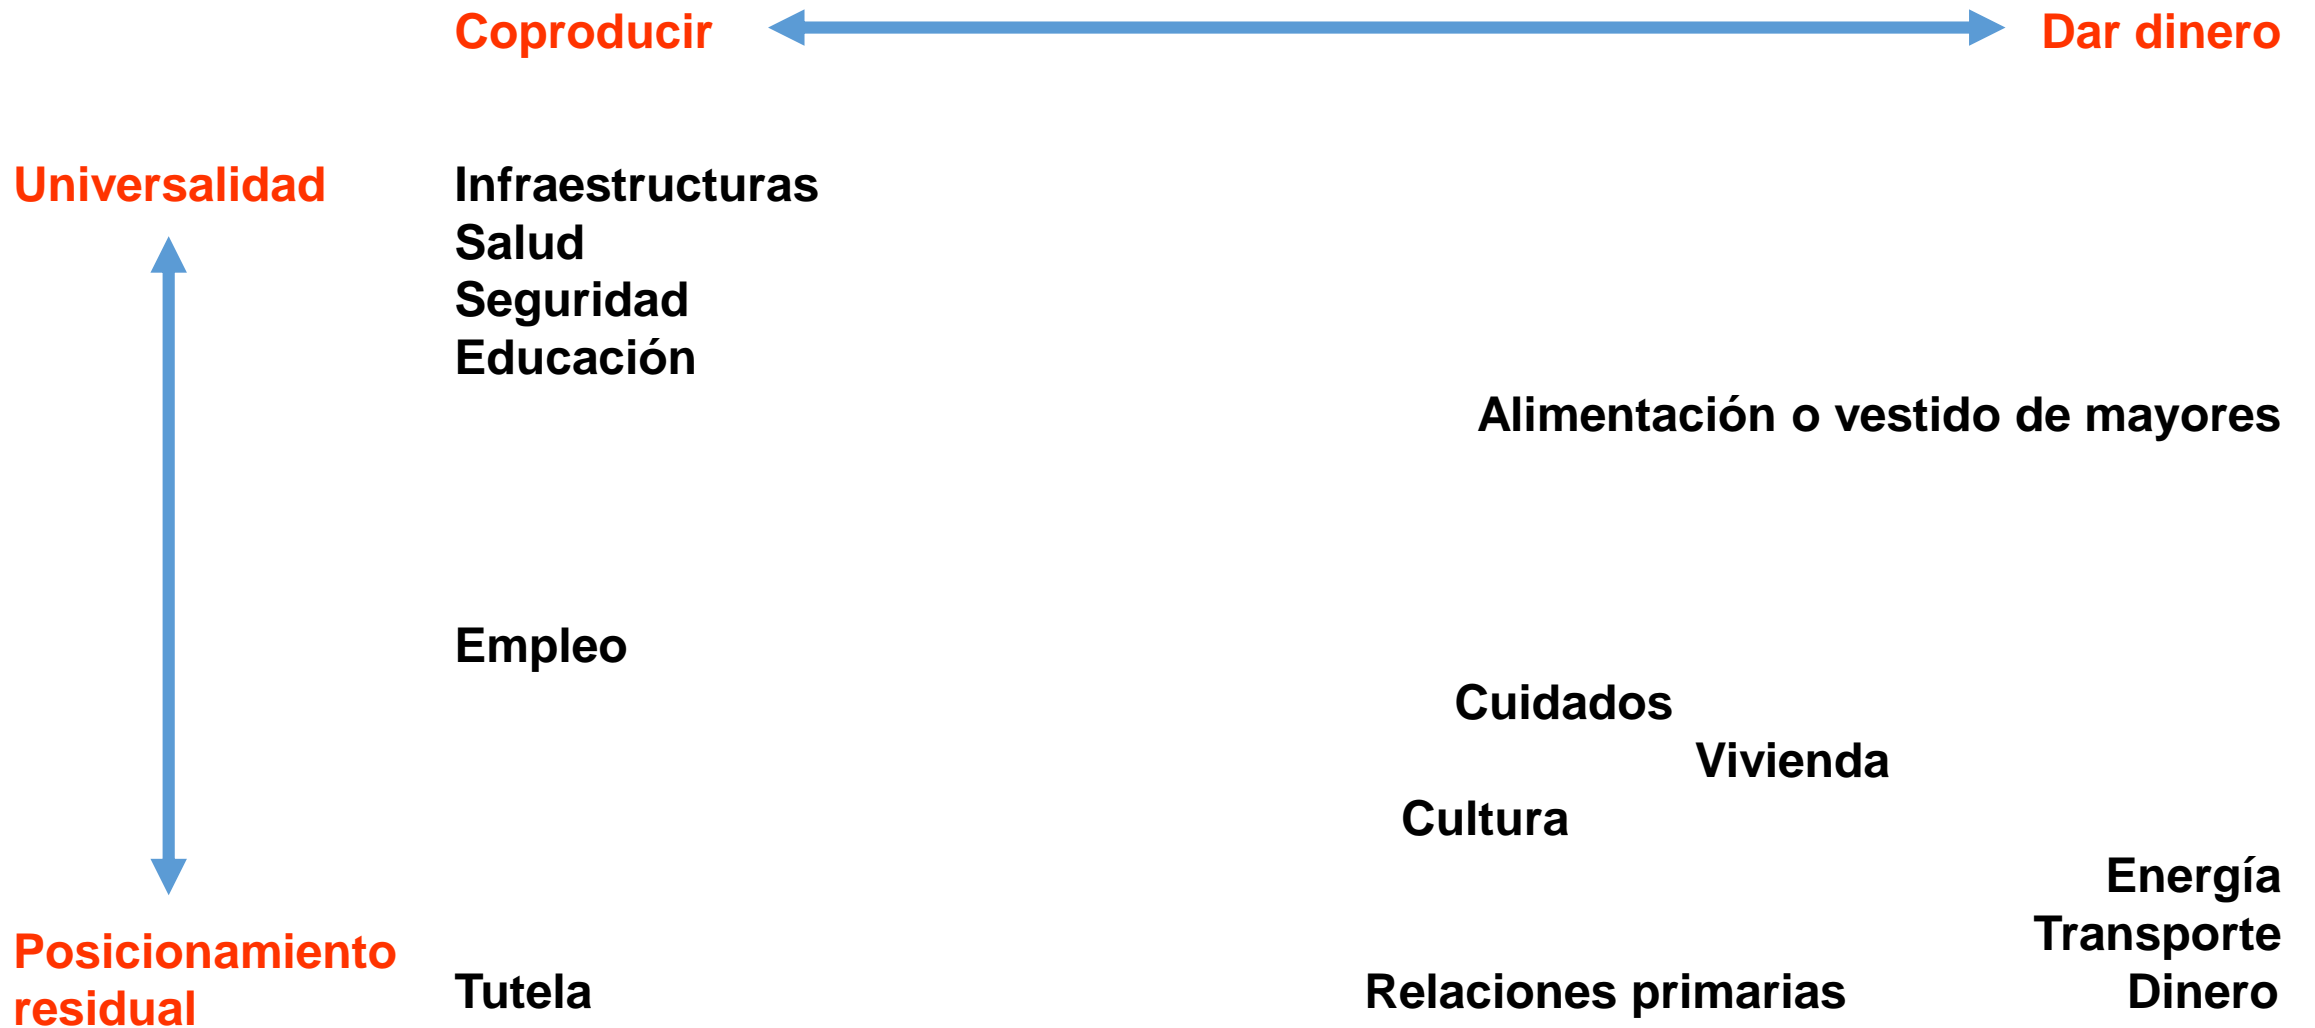 Coproducir Dar dinero
Universalidad Infraestructuras
Salud
Seguridad
Educación
Alimentación o vestido de mayores
Empleo
Cuidados
Vivienda
Cultura
Energía
Transporte
Posicionamiento
residual
Tutela Relaciones primarias Dinero